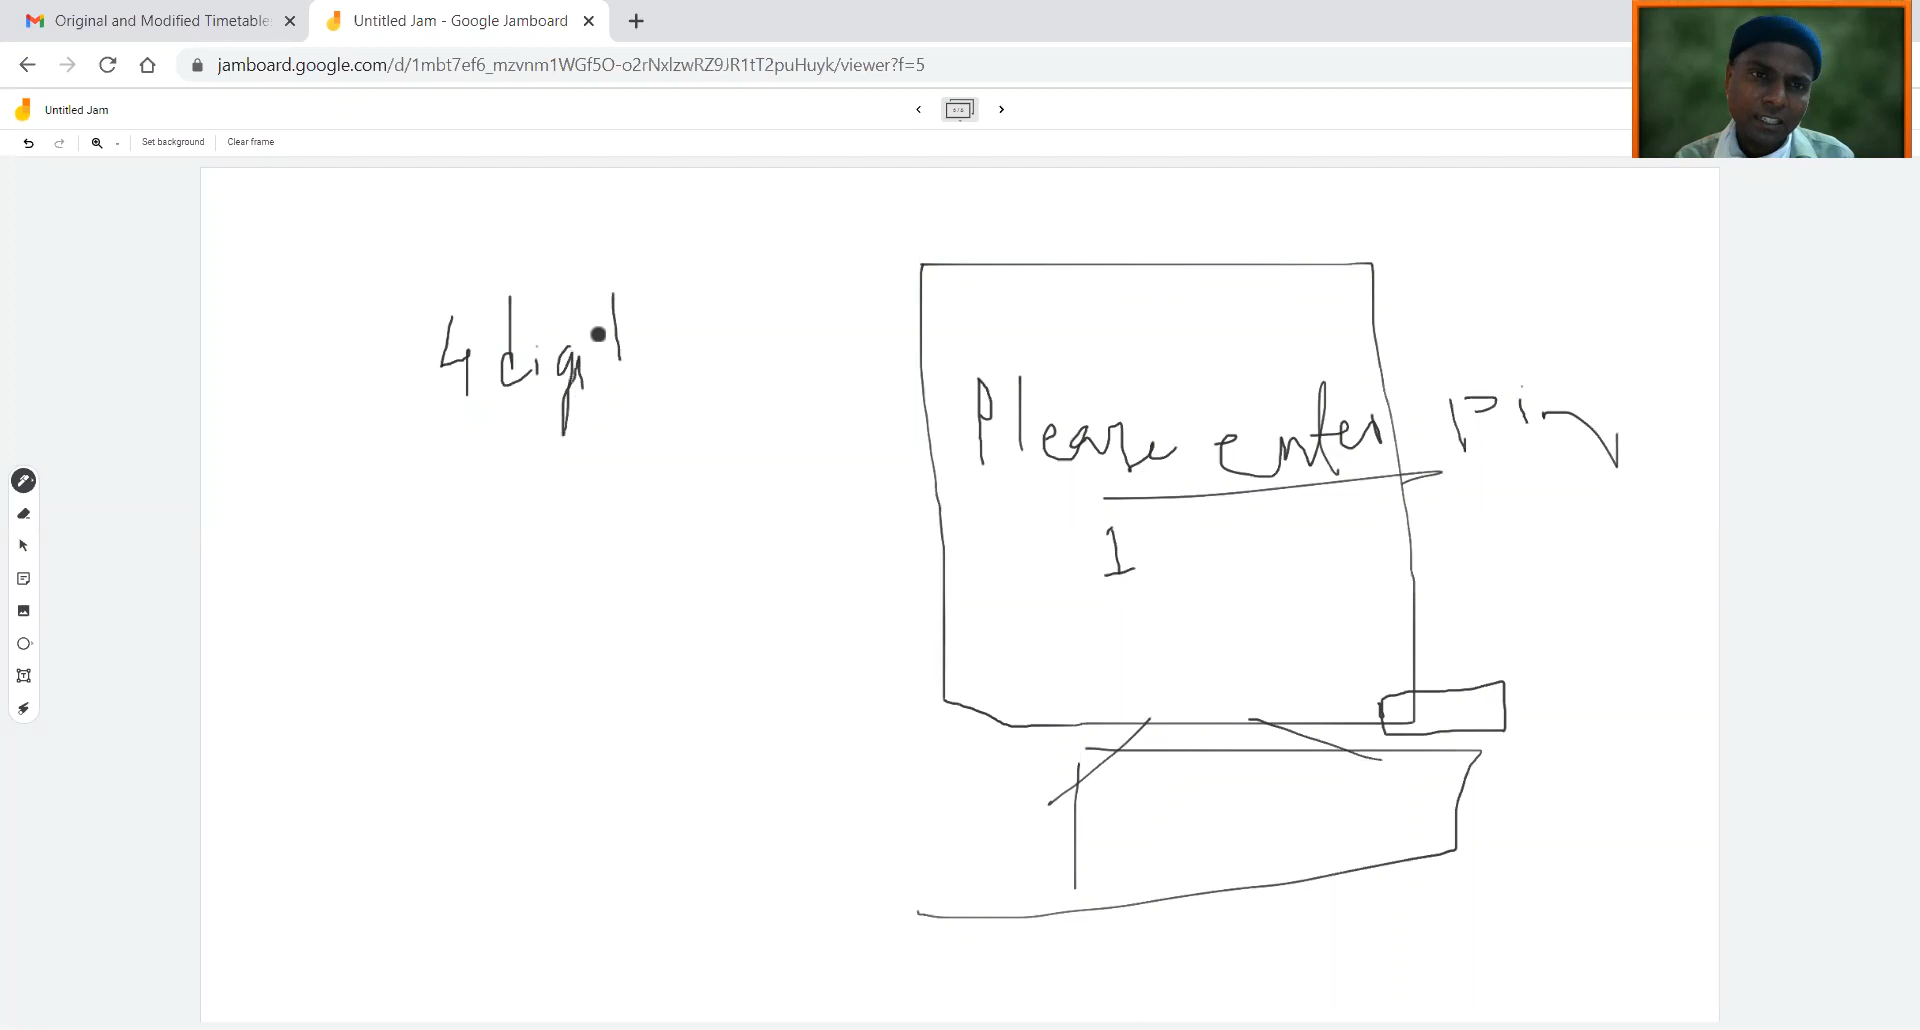 Original and Modified Timetable
Untitled Jam - Google Jamboard
jamboard.google.com/d/1mbt7ef6_mzvnm1WGf5O-o2rNxlzwRZ9JR1tT2puHuyk/viewer?f=5
Untitled Jam
Set background
Clear frame
4 digi
Please enter Pin
1